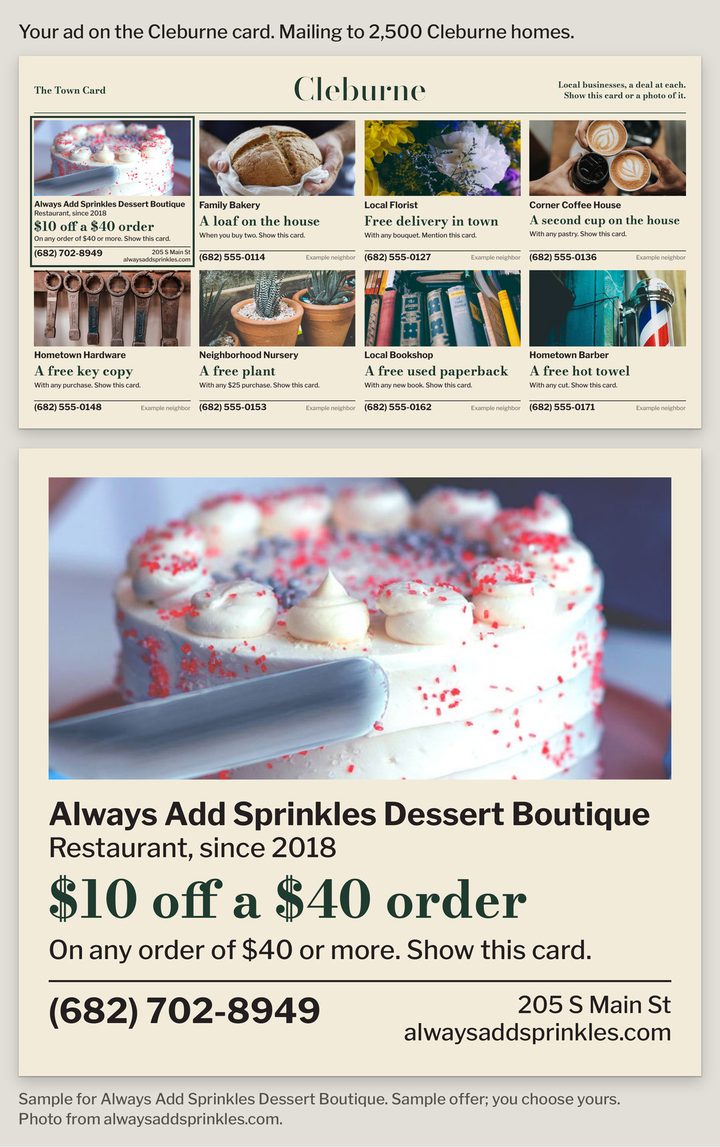 Your ad on the Cleburne card. Mailing to 2,500 Cleburne homes.
The Town Card
Cleburne
Local businesses, a deal at each.
Show this card or a photo of it.
Always Add Sprinkles Dessert Boutique
Restaurant, since 2018
$10 off a $40 order
On any order of $40 or more. Show this card.
(682) 702-8949
205 S Main St
alwaysaddsprinkles.com
Family Bakery
A loaf on the house
When you buy two. Show this card.
(682) 555-0114
Example neighbor
Local Florist
Free delivery in town
With any bouquet. Mention this card.
(682) 555-0127
Example neighbor
Corner Coffee House
A second cup on the house
With any pastry. Show this card.
(682) 555-0136
Example neighbor
Hometown Hardware
A free key copy
With any purchase. Show this card.
(682) 555-0148
Example neighbor
Neighborhood Nursery
A free plant
With any $25 purchase. Show this card.
(682) 555-0153
Example neighbor
Local Bookshop
A free used paperback
With any new book. Show this card.
(682) 555-0162
Example neighbor
Hometown Barber
A free hot towel
With any cut. Show this card.
(682) 555-0171
Example neighbor
Always Add Sprinkles Dessert Boutique
Restaurant, since 2018
$10 off a $40 order
On any order of $40 or more. Show this card.
(682) 702-8949
205 S Main St
alwaysaddsprinkles.com
Sample for Always Add Sprinkles Dessert Boutique. Sample offer; you choose yours.
Photo from alwaysaddsprinkles.com.